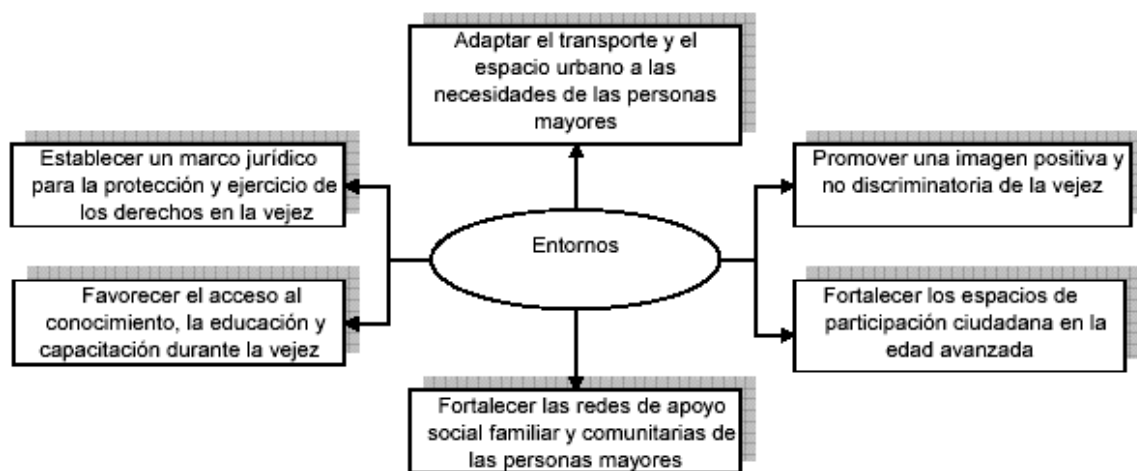 Adaptar el transporte y el
espacio urbano a las
necesidades de las personas
mayores
Establecer un marco jurídico
para la protección y ejercicio de
los derechos en la vejez
Promover una imagen positiva y
no discriminatoria de la vejez
Entornos
Favorecer el acceso al
conocimiento, la educación y
capacitación durante la vejez
Fortalecer los espacios de
participación ciudadana en la
edad avanzada
Fortalecer las redes de apoyo
social familiar y comunitarias de
las personas mayores